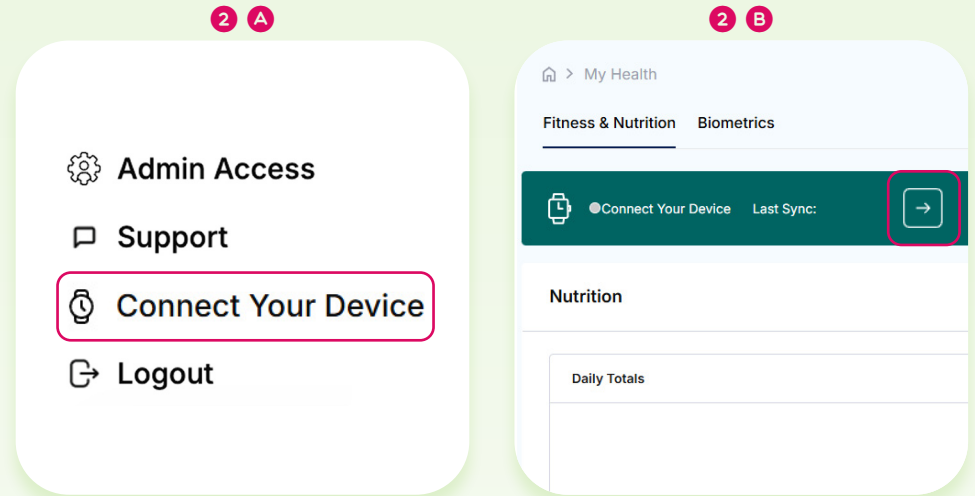 2 A
Admin Access
Support
Connect Your Device
Logout
2 B
> My Health
Fitness & Nutrition Biometrics
Connect Your Device Last Sync:
Nutrition
Daily Totals